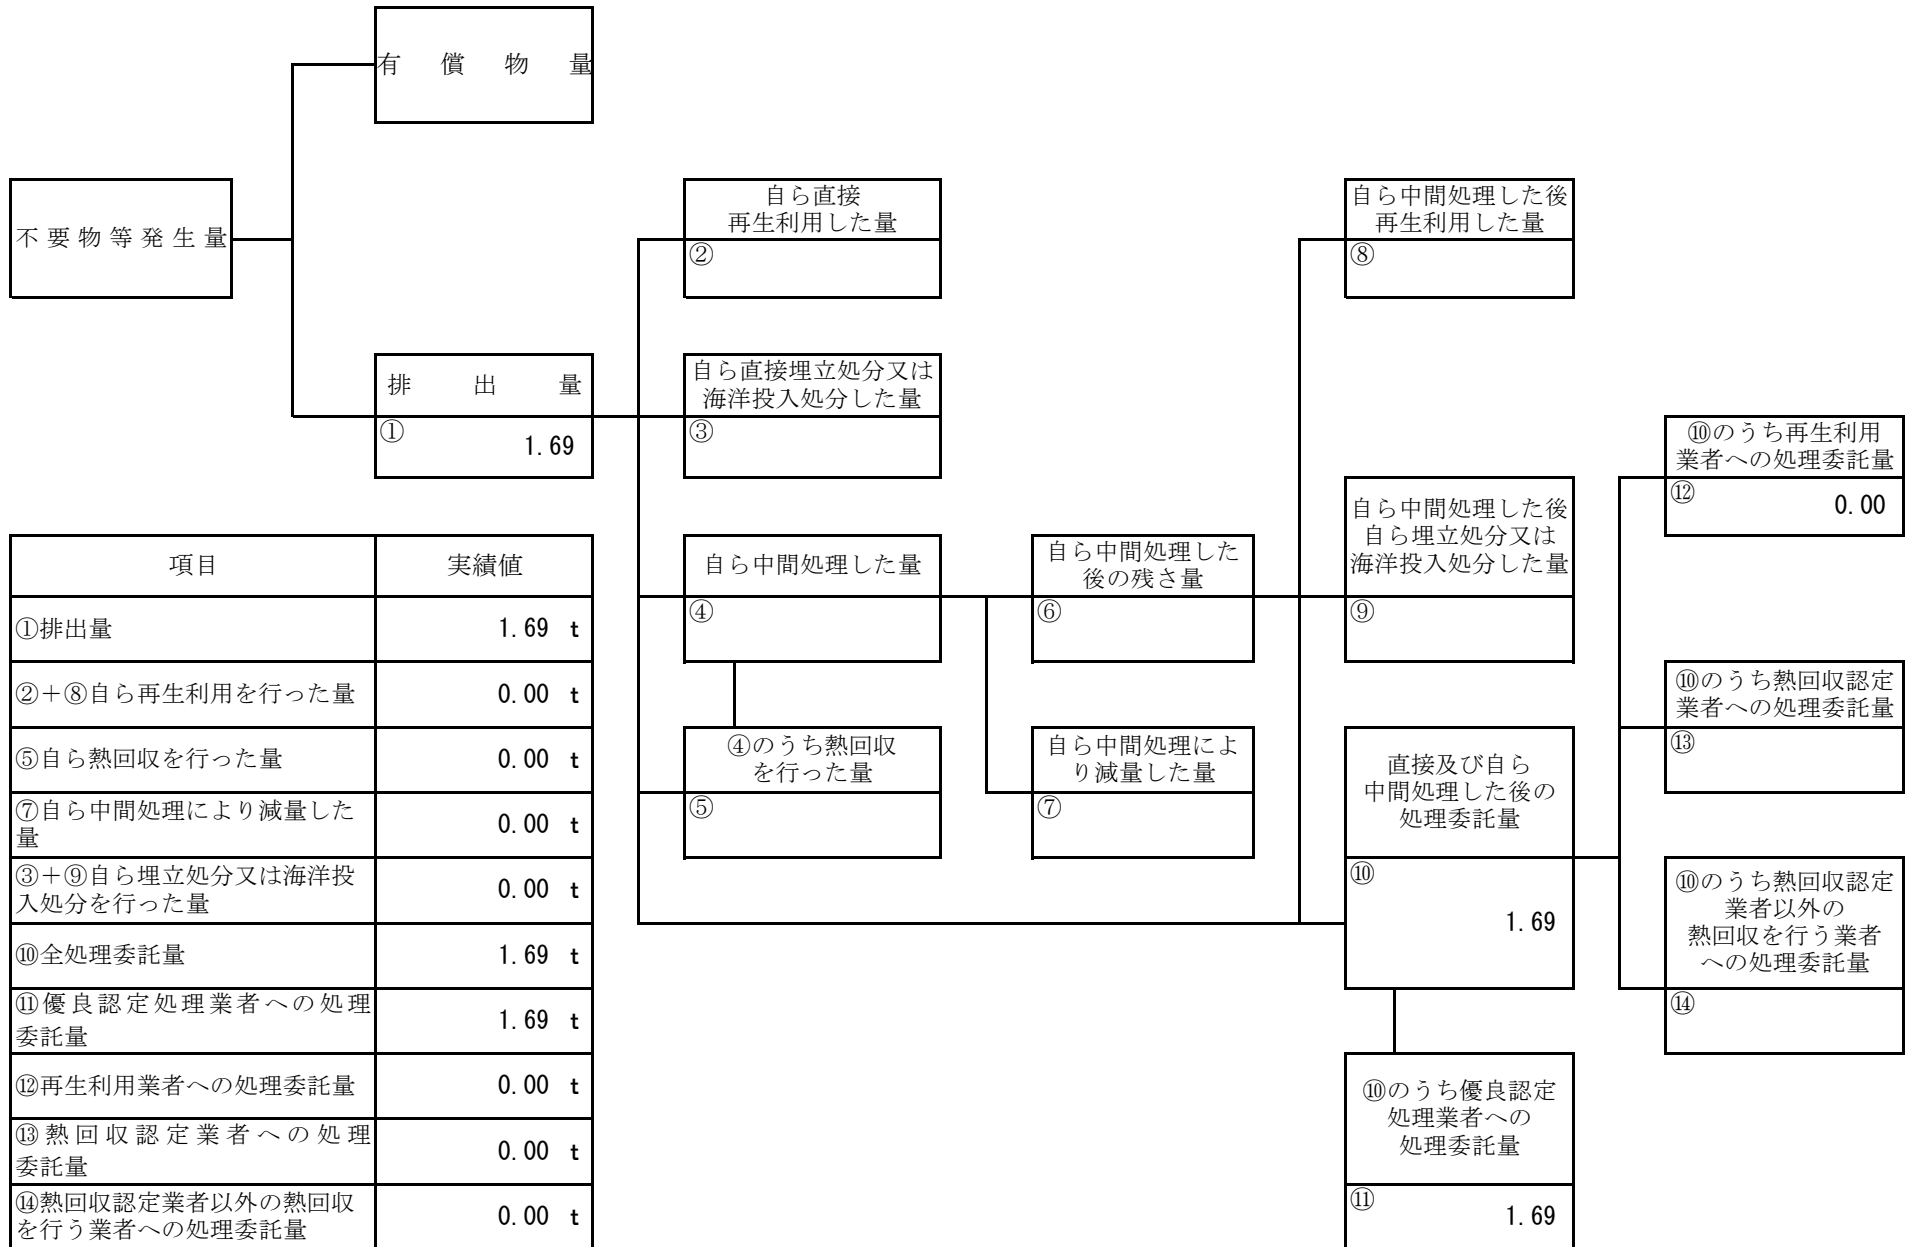 有償物量
不要物等発生量
排出量
① 1.69
自ら直接
再生利用した量
②
自ら直接埋立処分又は
海洋投入処分した量
③
自ら中間処理した量
④
④のうち熱回収
を行った量
⑤
自ら中間処理した
後の残さ量
⑥
自ら中間処理によ
り減量した量
⑦
自ら中間処理した後
再生利用した量
⑧
自ら中間処理した後
自ら埋立処分又は
海洋投入処分した量
⑨
直接及び自ら
中間処理した後の
処理委託量
⑩
1.69
⑩のうち優良認定
処理業者への
処理委託量
⑪
1.69
⑩のうち再生利用
業者への処理委託量
⑫ 0.00
⑩のうち熱回収認定
業者への処理委託量
⑬
⑩のうち熱回収認定
業者以外の
熱回収を行う業者
への処理委託量
⑭
項目 実績値
①排出量 1.69 t
②+⑧自ら再生利用を行った量 0.00 t
⑤自ら熱回収を行った量 0.00 t
⑦自ら中間処理により減量した
量 0.00 t
③+⑨自ら埋立処分又は海洋投
入処分を行った量 0.00 t
⑩全処理委託量 1.69 t
⑪優良認定処理業者への処理
委託量 1.69 t
⑫再生利用業者への処理委託量 0.00 t
⑬熱回収認定業者への処理
委託量 0.00 t
⑭熱回収認定業者以外の熱回収
を行う業者への処理委託量 0.00 t